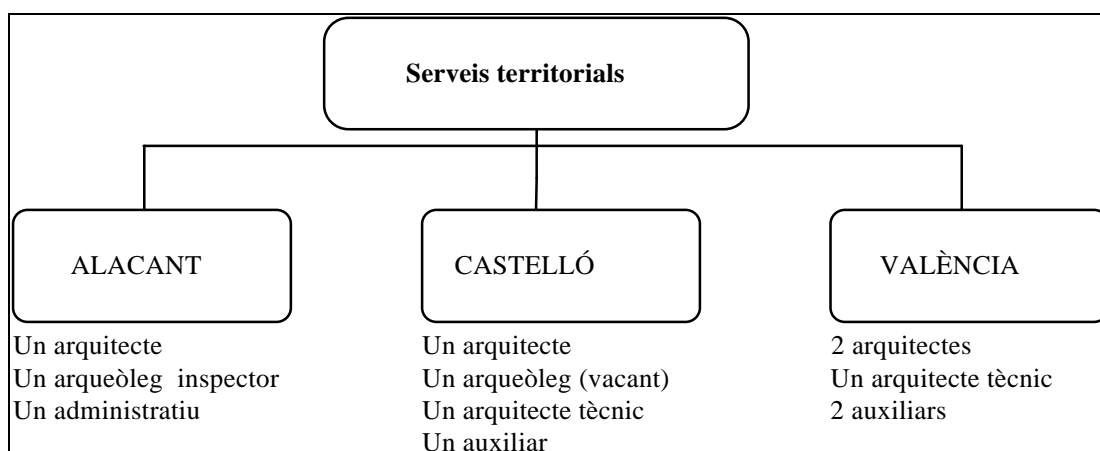 Serveis territorials
ALACANT
Un arquitecte
Un arqueòleg inspector
Un administratiu
CASTELLÓ
Un arquitecte
Un arqueòleg (vacant)
Un arquitecte tècnic
Un auxiliar
VALÈNCIA
2 arquitectes
Un arquitecte tècnic
2 auxiliars